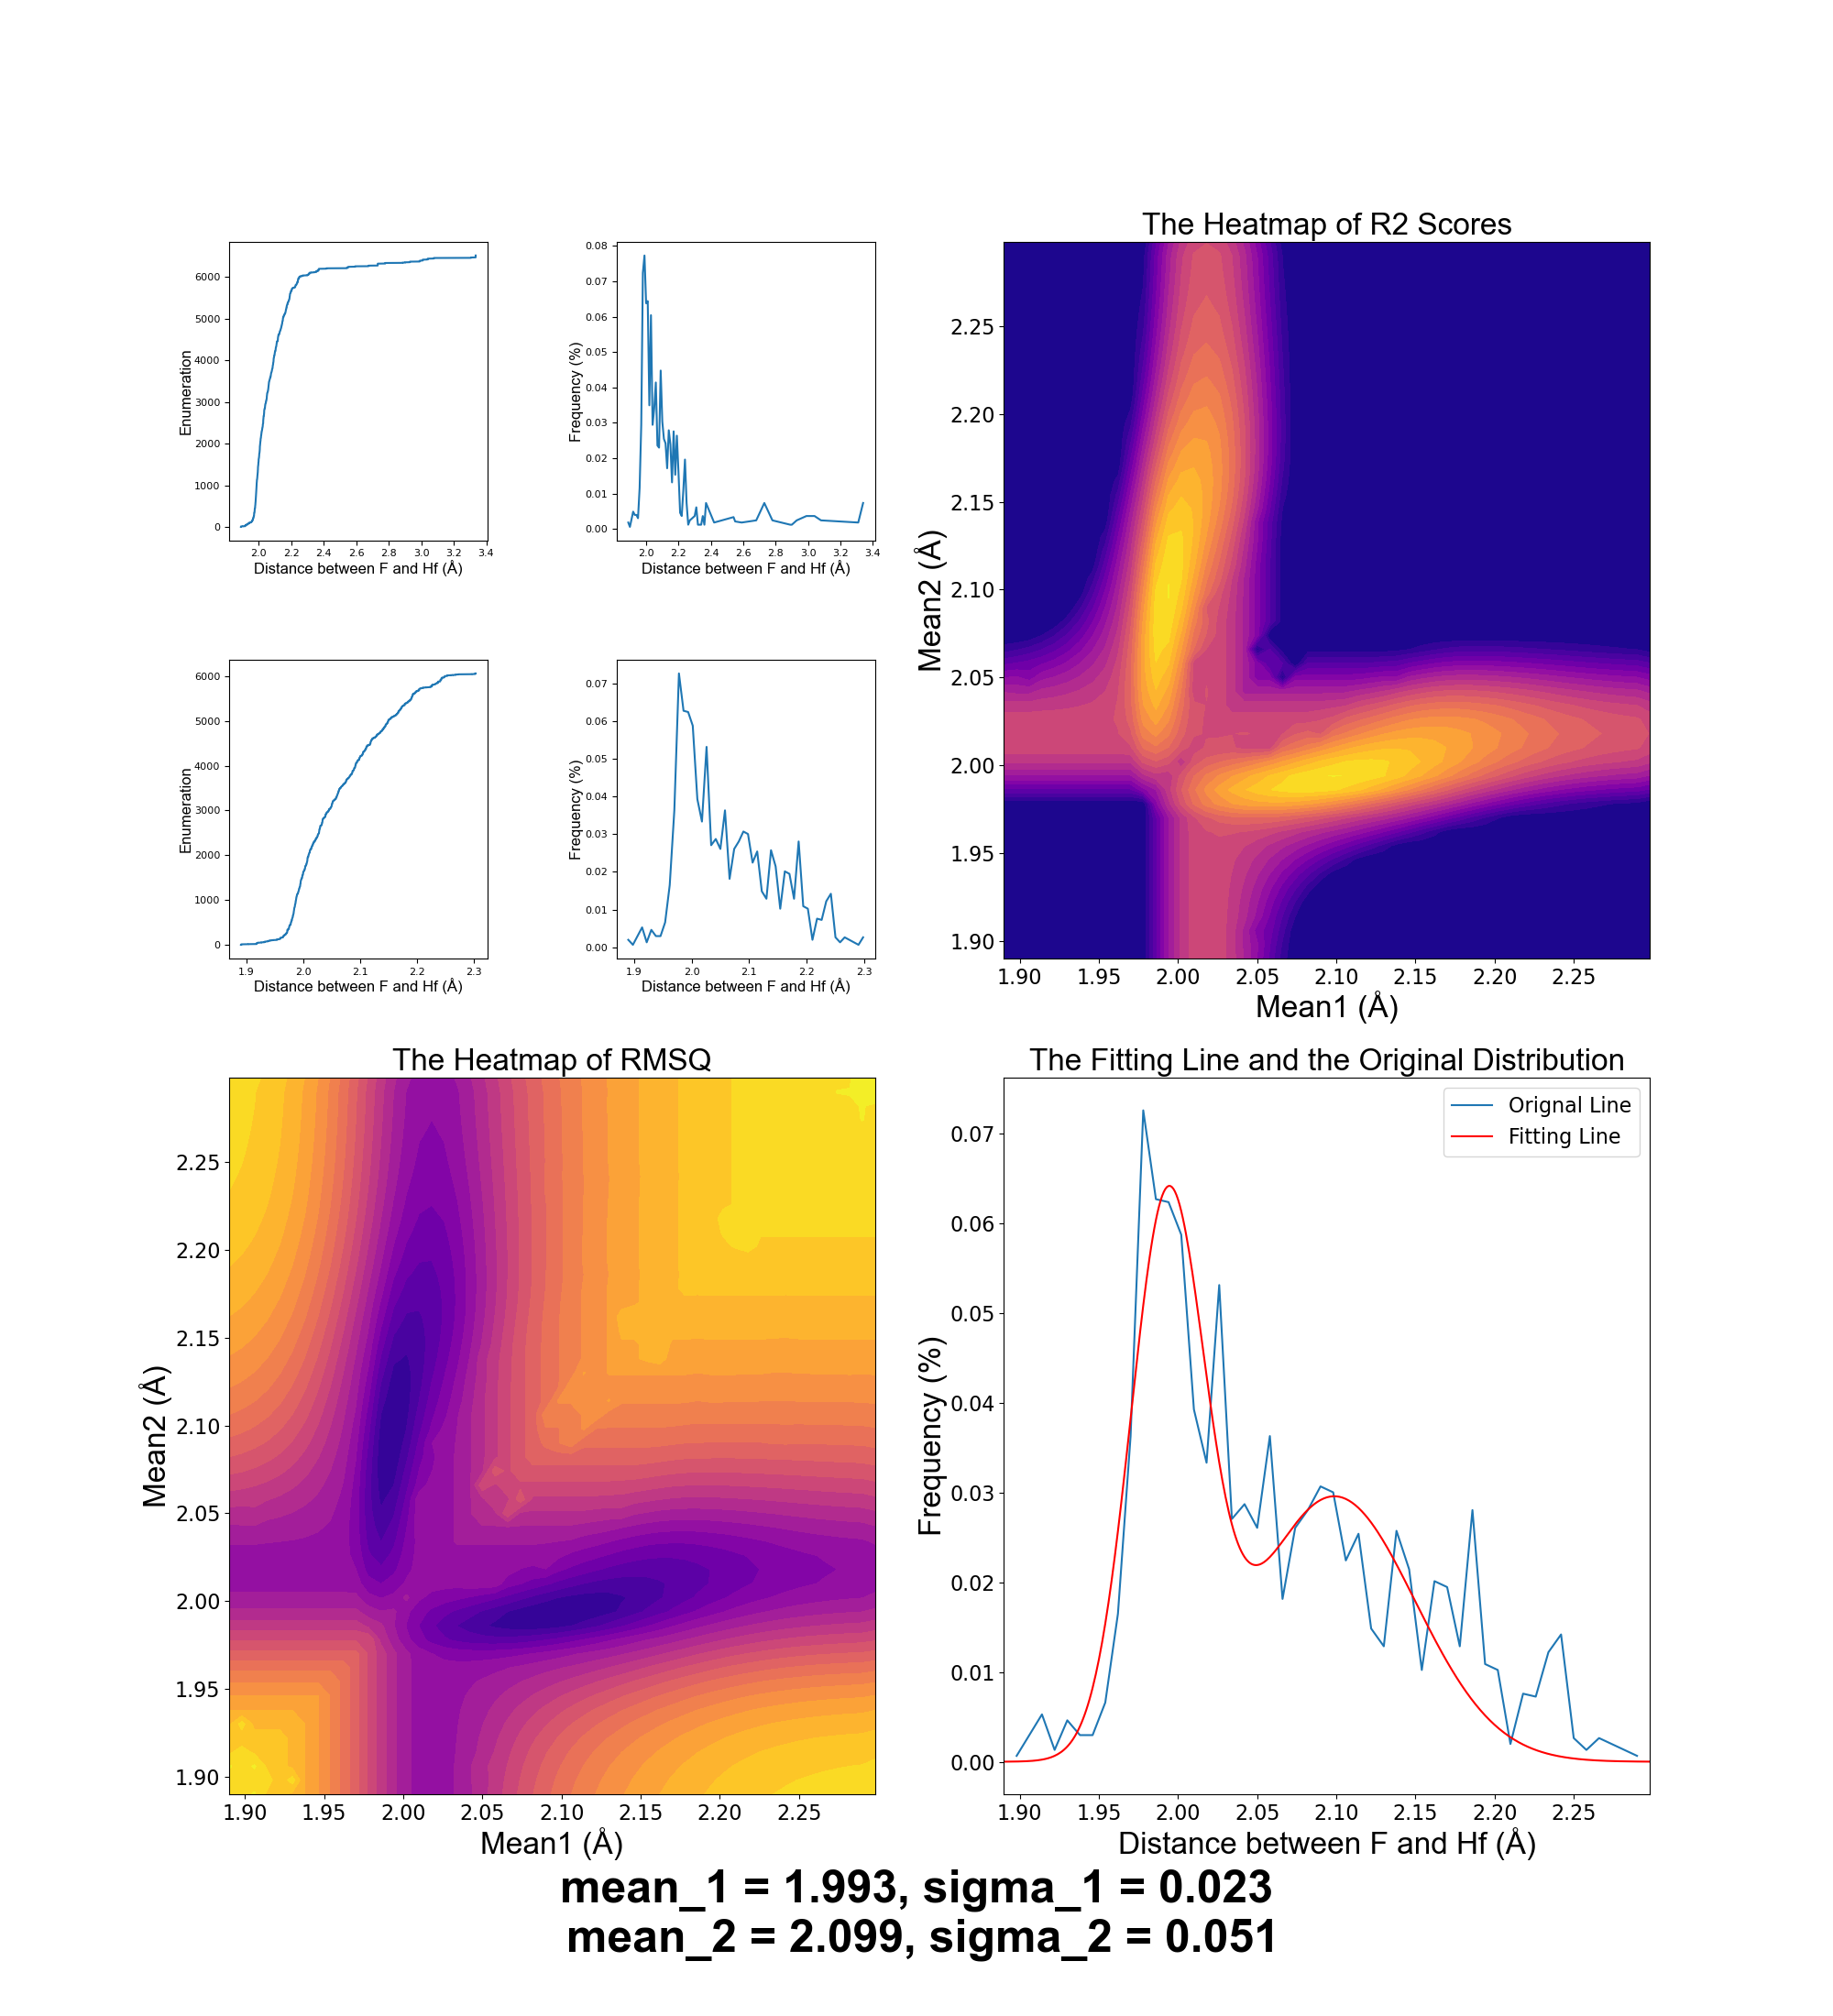 The Heatmap of R2 Scores
6000
5000
4000
3000
2000
1000
0
Enumeration
2.0 2.2 2.4 2.6 2.8 3.0 3.2 3.4
Distance between F and Hf (Å)
0.08
0.07
0.06
0.05
0.04
0.03
0.02
0.01
0.00
Frequency (%)
2.0 2.2 2.4 2.6 2.8 3.0 3.2 3.4
Distance between F and Hf (Å)
2.25
2.20
2.15
2.10
2.05
2.00
1.95
1.90
Mean2 (Å)
1.90 1.95 2.00 2.05 2.10 2.15 2.20 2.25
Mean1 (Å)
6000
5000
4000
3000
2000
1000
0
Enumeration
1.9 2.0 2.1 2.2 2.3
Distance between F and Hf (Å)
0.07
0.06
0.05
0.04
0.03
0.02
0.01
0.00
Frequency (%)
1.9 2.0 2.1 2.2 2.3
Distance between F and Hf (Å)
The Heatmap of RMSQ
2.25
2.20
2.15
2.10
2.05
2.00
1.95
1.90
Mean2 (Å)
1.90 1.95 2.00 2.05 2.10 2.15 2.20 2.25
Mean1 (Å)
The Fitting Line and the Original Distribution
Orignal Line
Fitting Line
0.07
0.06
0.05
0.04
0.03
0.02
0.01
0.00
Frequency (%)
1.90 1.95 2.00 2.05 2.10 2.15 2.20 2.25
Distance between F and Hf (Å)
mean_1 = 1.993, sigma_1 = 0.023
mean_2 = 2.099, sigma_2 = 0.051